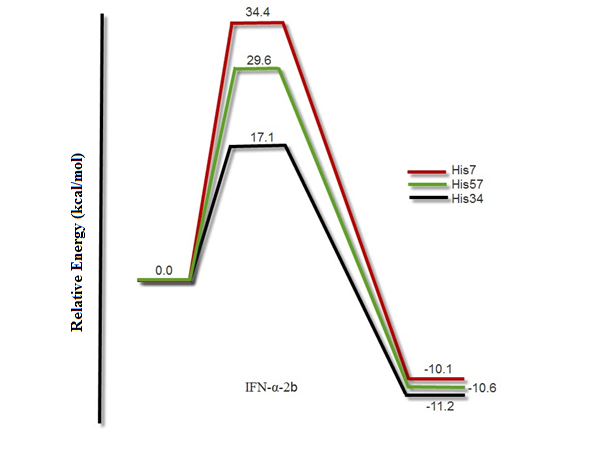 34.4
29.6
17.1
Relative Energy (kcal/mol)
His7
His57
His34
0.0
-10.1
-10.6
-11.2
IFN-α-2b